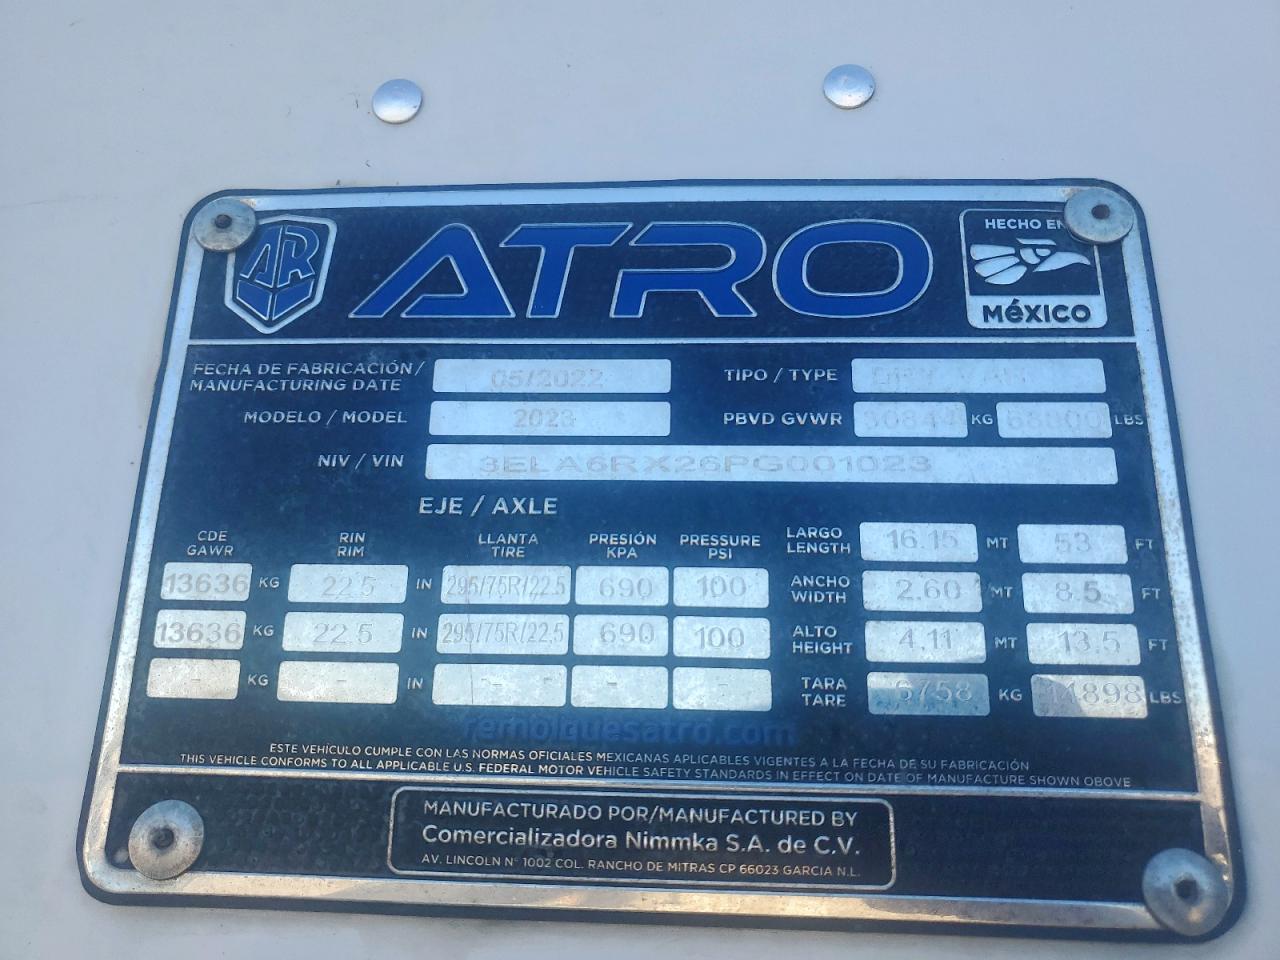 AR
ATRO
HECHO EN
MéXICO
FECHA DE FABRICACIÓN/
MANUFACTURING DATE 05/2022
TIPO / TYPE DRY VAN
MODELO / MODEL 2023
PBVD GVWR 30844 KG 68000 LBS
NIV / VIN 3ELA6RX26PG001023
EJE / AXLE
CDE GAWR RIN RIM LLANTA TIRE PRESIÓN KPA PRESSURE PSI
LARGO LENGTH 16.15 MT 53 FT
13636 KG 22.5 IN 295/75R/22.5 690 100
ANCHO WIDTH 2.60 MT 8.5 FT
13636 KG 22.5 IN 295/75R/22.5 690 100
ALTO HEIGHT 4.11 MT 13.5 FT
- KG - IN - - - - -
TARA TARE 6758 KG 14898 LBS
remolquesatro.com
ESTE VEHÍCULO CUMPLE CON LAS NORMAS OFICIALES MEXICANAS APLICABLES VIGENTES A LA FECHA DE SU FABRICACIÓN
THIS VEHICLE CONFORMS TO ALL APPLICABLE U.S. FEDERAL MOTOR VEHICLE SAFETY STANDARDS IN EFFECT ON DATE OF MANUFACTURE SHOWN OBOVE
MANUFACTURADO POR/MANUFACTURED BY
Comercializadora Nimmka S.A. de C.V.
AV. LINCOLN N° 1002 COL. RANCHO DE MITRAS CP 66023 GARCIA N.L.